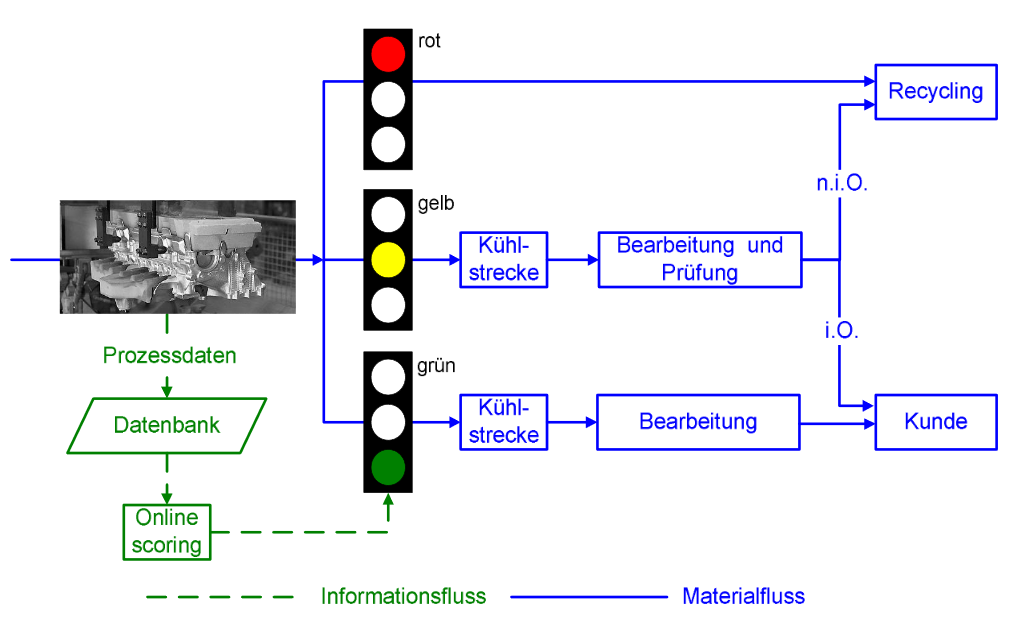 rot
Recycling
n.i.O.
gelb
Kühl-
strecke
Bearbeitung und
Prüfung
i.O.
Prozessdaten
grün
Datenbank
Kühl-
strecke
Bearbeitung
Kunde
Online
scoring
Informationsfluss
Materialfluss